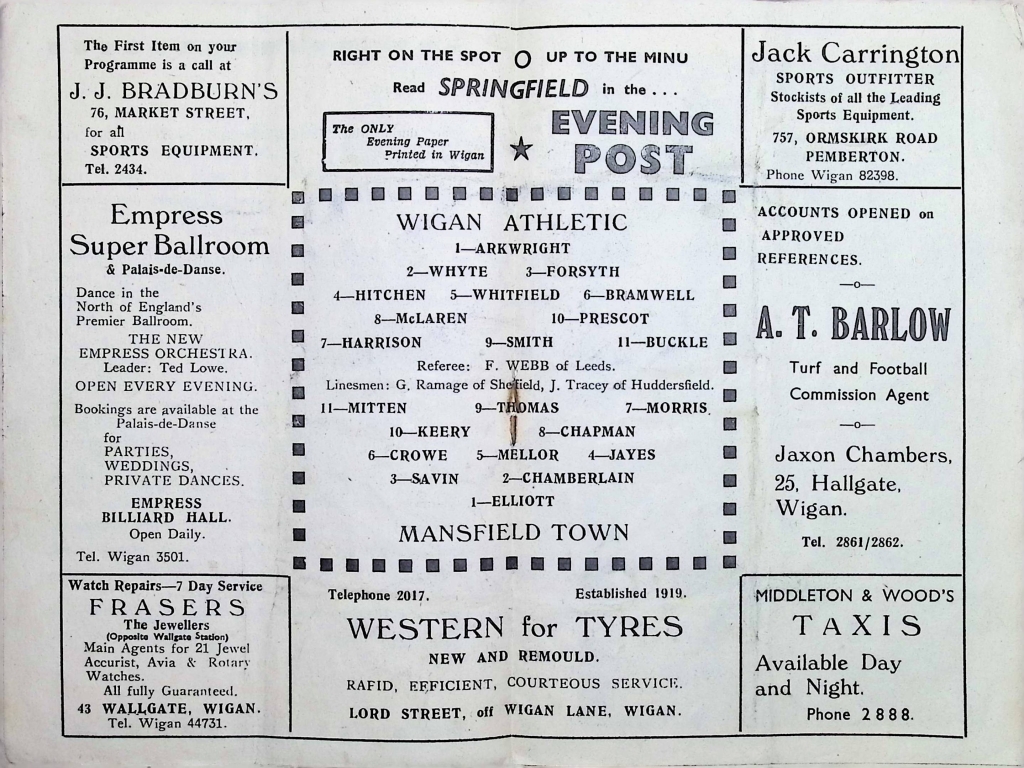 The First Item on your
Programme is a call at
J. J. BRADBURN'S
76, MARKET STREET,
for all
SPORTS EQUIPMENT.
Tel. 2434.
RIGHT ON THE SPOT O UP TO THE MINU
Read SPRINGFIELD in the ...
The ONLY
Evening Paper
Printed in Wigan
★ EVENING
POST
Jack Carrington
SPORTS OUTFITTER
Stockists of all the Leading
Sports Equipment.
757, ORMSKIRK ROAD
PEMBERTON.
Phone Wigan 82398.
Empress
Super Ballroom
& Palais-de-Danse.
Dance in the
North of England's
Premier Ballroom.
THE NEW
EMPRESS ORCHESTRA.
Leader: Ted Lowe.
OPEN EVERY EVENING.
Bookings are available at the
Palais-de-Danse
for
PARTIES,
WEDDINGS,
PRIVATE DANCES.
EMPRESS
BILLIARD HALL.
Open Daily.
Tel. Wigan 3501.
WIGAN ATHLETIC
1—ARKWRIGHT
2—WHYTE 3—FORSYTH
4—HITCHEN 5—WHITFIELD 6—BRAMWELL
8—McLAREN 10—PRESCOT
7—HARRISON 9—SMITH 11—BUCKLE
Referee: F. WEBB of Leeds.
Linesmen: G. Ramage of Sheffield, J. Tracey of Huddersfield.
11—MITTEN 9—THOMAS 7—MORRIS.
10—KEERY 8—CHAPMAN
6—CROWE 5—MELLOR 4—JAYES
3—SAVIN 2—CHAMBERLAIN
1—ELLIOTT
MANSFIELD TOWN
ACCOUNTS OPENED on
APPROVED
REFERENCES.
—o—
A. T. BARLOW
Turf and Football
Commission Agent
—o—
Jaxon Chambers,
25, Hallgate,
Wigan.
Tel. 2861/2862.
Watch Repairs—7 Day Service
FRASERS
The Jewellers
(Opposite Wallgate Station)
Main Agents for 21 Jewel
Accurist, Avia & Rotary
Watches.
All fully Guaranteed.
43 WALLGATE, WIGAN.
Tel. Wigan 44731.
Telephone 2017. Established 1919.
WESTERN for TYRES
NEW AND REMOULD.
RAFID, EFFICIENT, COURTEOUS SERVICE.
LORD STREET, off WIGAN LANE, WIGAN.
MIDDLETON & WOOD'S
TAXIS
Available Day
and Night.
Phone 2888.